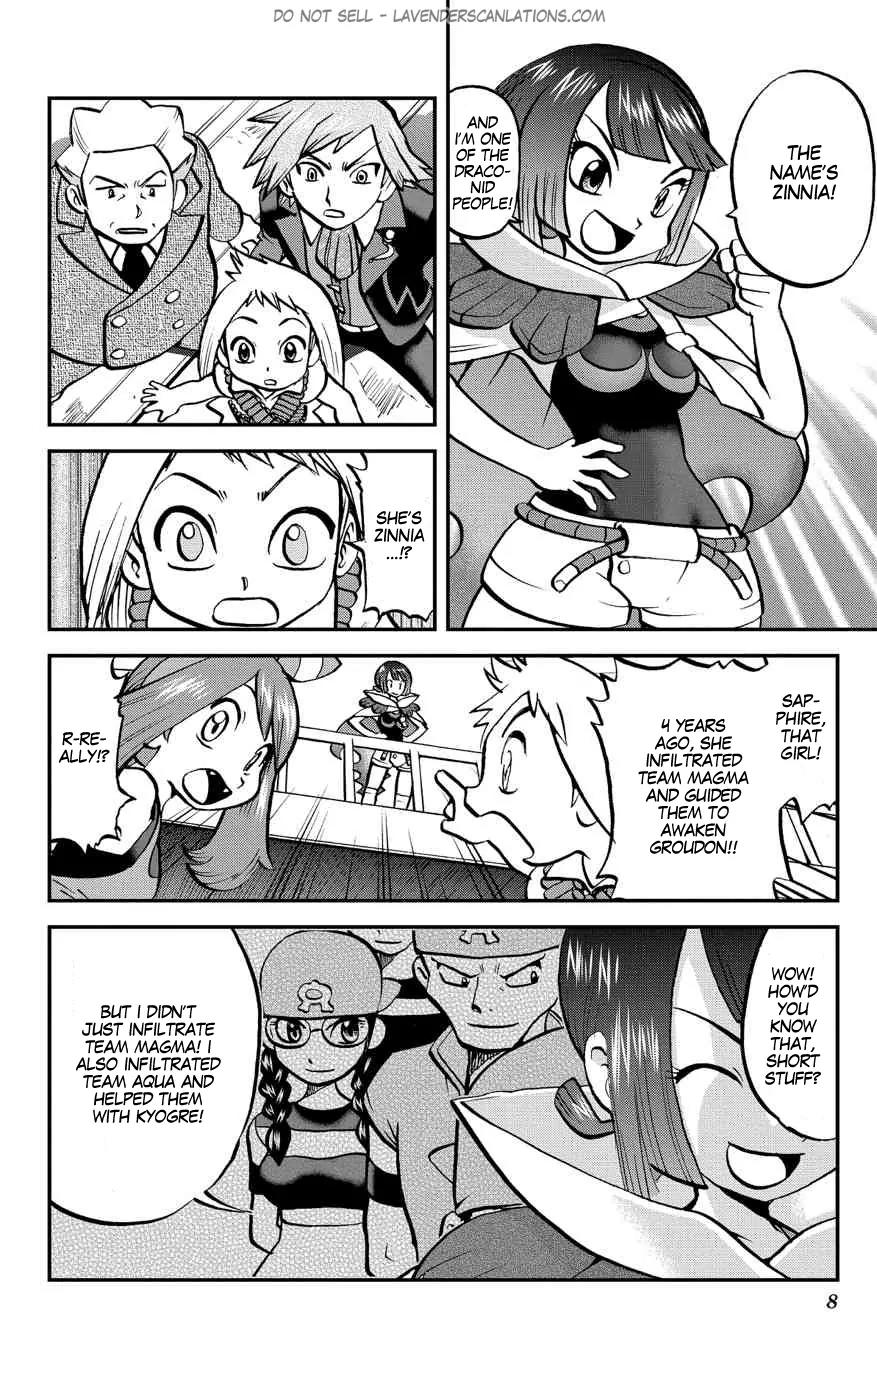 DO NOT SELL - LAVENDERSCANLATIONS.COM
THE
NAME'S
ZINNIA!
AND
I'M ONE
OF THE
DRACO-
NID
PEOPLE!
SHE'S
ZINNIA
...!?
SAP-
PHIRE,
THAT
GIRL!
4 YEARS
AGO, SHE
INFILTRATED
TEAM MAGMA
AND GUIDED
THEM TO
AWAKEN
GROUDON!!
R-RE-
ALLY!?
WOW!
HOW'D
YOU
KNOW
THAT,
SHORT
STUFF?
BUT I DIDN'T
JUST INFILTRATE
TEAM MAGMA! I
ALSO INFILTRATED
TEAM AQUA AND
HELPED THEM
WITH KYOGRE!
8